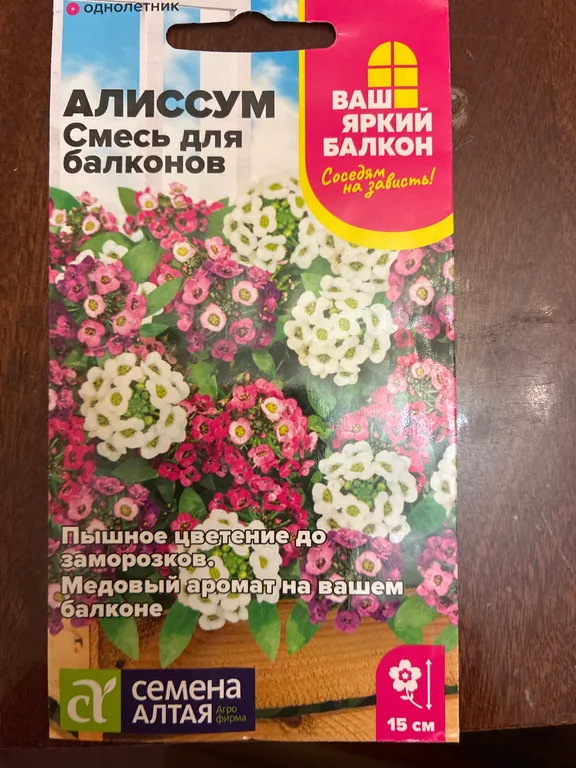 однолетник
АЛИССУМ
Смесь для
балконов
ВАШ
ЯРКИЙ
БАЛКОН
Соседям
на зависть!
Пышное цветение до
заморозков.
Медовый аромат на вашем
балконе
СЕМЕНА
АЛТАЯ
Агро
фирма
15 см